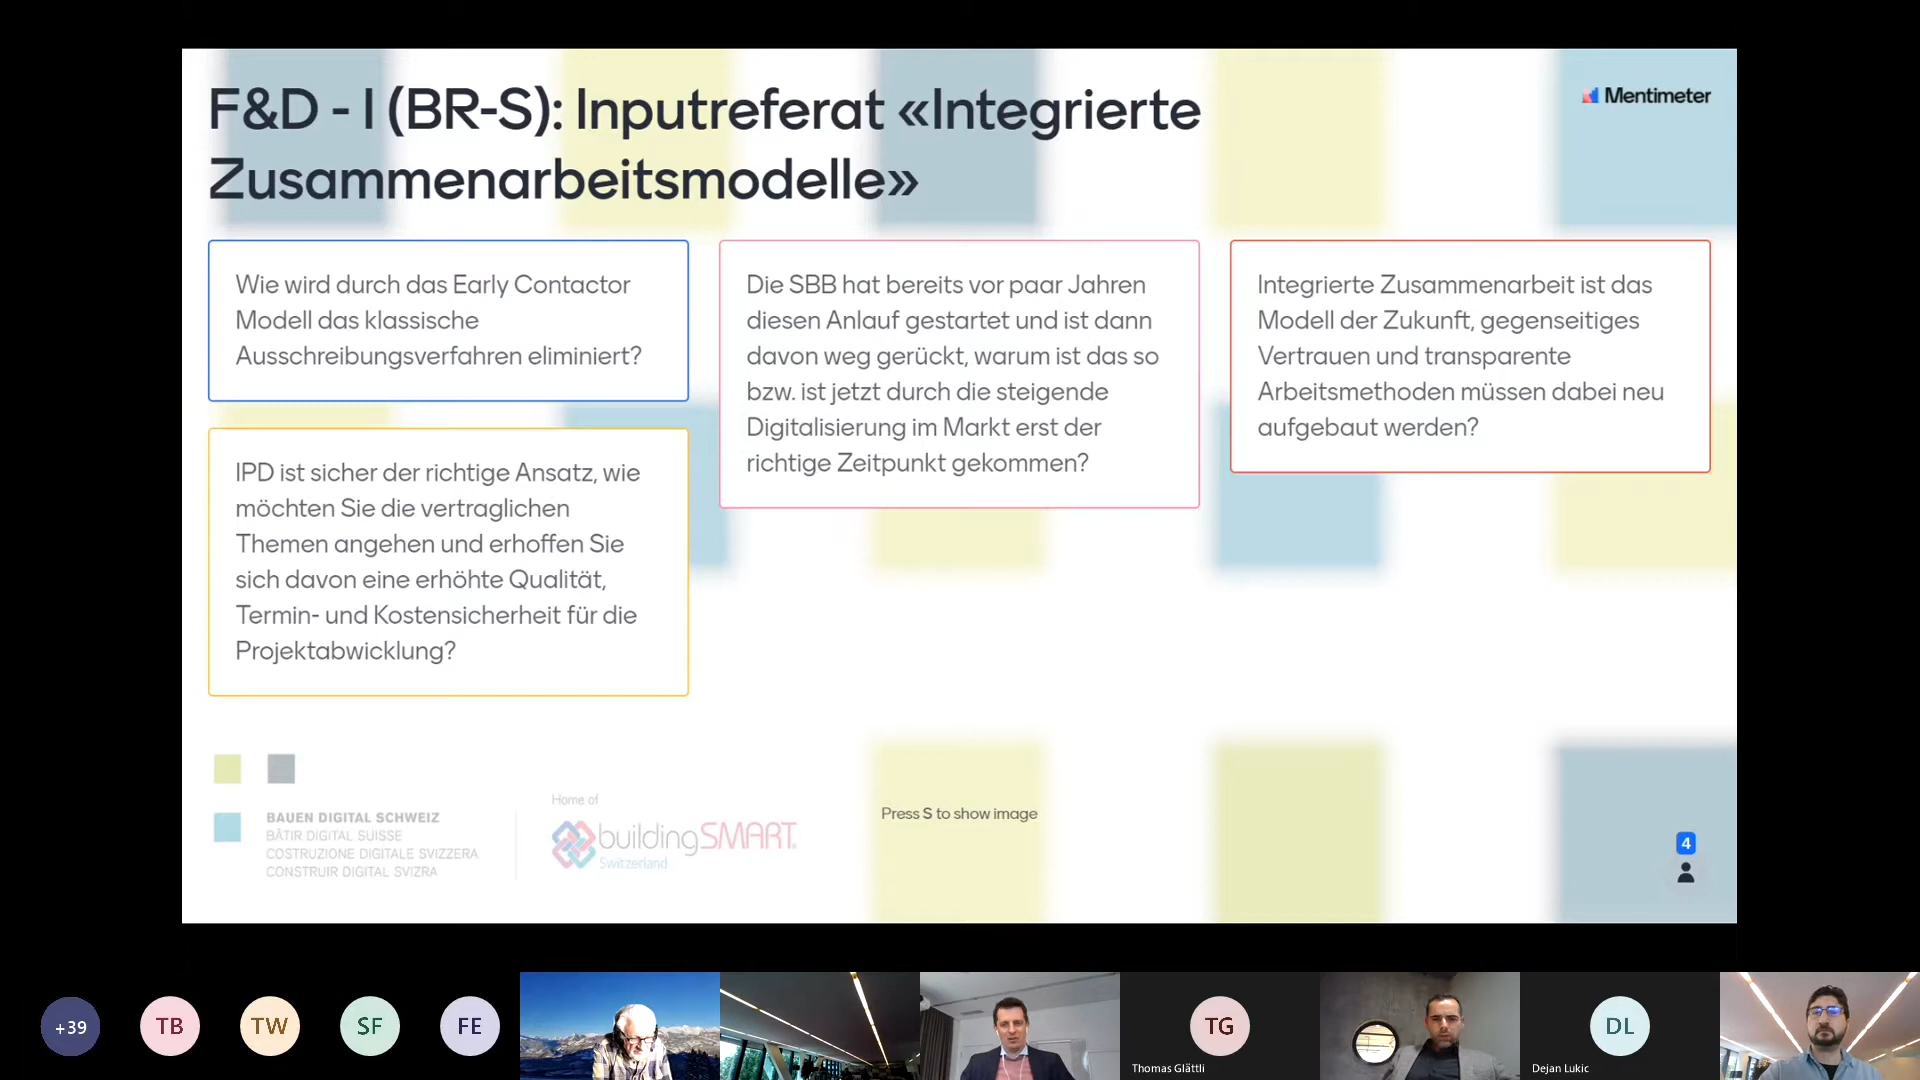 F&D - I (BR-S): Inputreferat «Integrierte
Zusammenarbeitsmodelle»
Mentimeter
Wie wird durch das Early Contactor
Modell das klassische
Ausschreibungsverfahren eliminiert?
IPD ist sicher der richtige Ansatz, wie
möchten Sie die vertraglichen
Themen angehen und erhoffen Sie
sich davon eine erhöhte Qualität,
Termin- und Kostensicherheit für die
Projektabwicklung?
Die SBB hat bereits vor paar Jahren
diesen Anlauf gestartet und ist dann
davon weg gerückt, warum ist das so
bzw. ist jetzt durch die steigende
Digitalisierung im Markt erst der
richtige Zeitpunkt gekommen?
Integrierte Zusammenarbeit ist das
Modell der Zukunft, gegenseitiges
Vertrauen und transparente
Arbeitsmethoden müssen dabei neu
aufgebaut werden?
BAUEN DIGITAL SCHWEIZ
BÂTIR DIGITAL SUISSE
COSTRUZIONE DIGITALE SVIZZERA
CONSTRUIR DIGITAL SVIZRA
Home of
buildingSMART
Switzerland
Press S to show image
4
+39
TB
TW
SF
FE
TG
Thomas Glättli
DL
Dejan Lukic